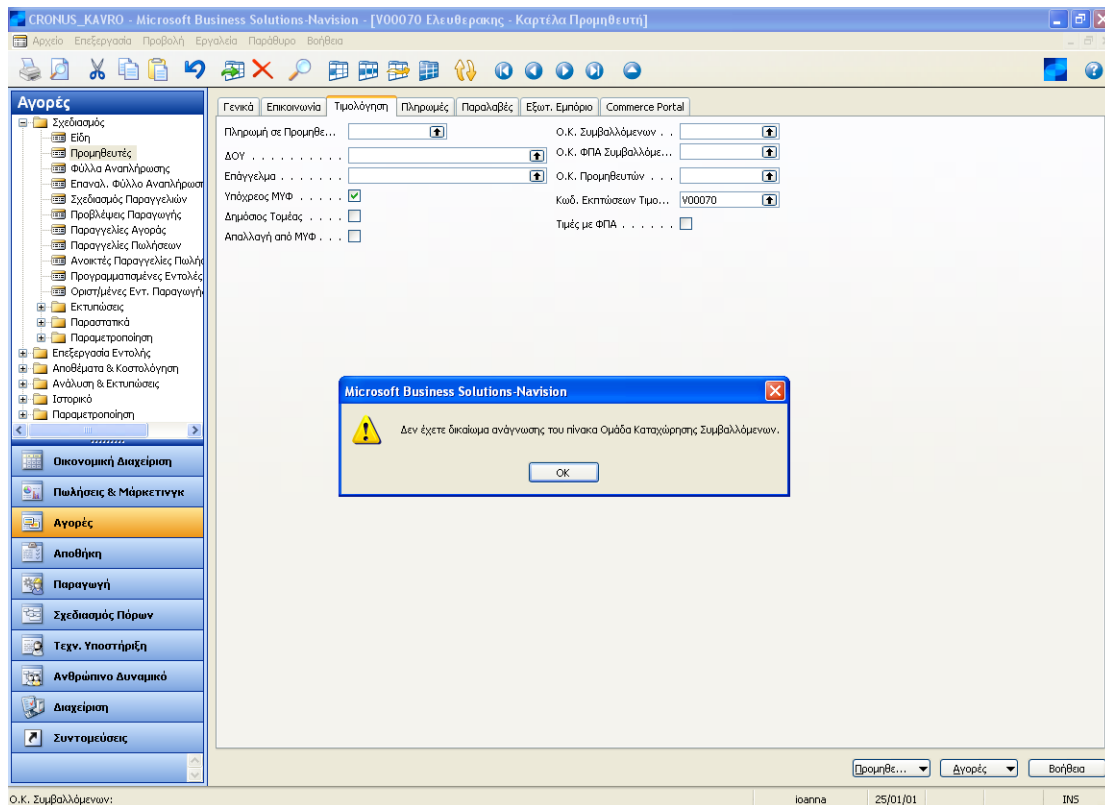 CRONUS_KAVRO - Microsoft Business Solutions-Navision - [V00070 Ελευθερακης - Καρτέλα Προμηθευτή]
Αρχείο Επεξεργασία Προβολή Εργαλεία Παράθυρο Βοήθεια
Αγορές
Σχεδιασμός
Είδη
Προμηθευτές
Φύλλα Αναπλήρωσης
Επαναλ. Φύλλο Αναπλήρωσ
Σχεδιασμός Παραγγελιών
Προβλέψεις Παραγωγής
Παραγγελίες Αγοράς
Παραγγελίες Πωλήσεων
Ανοικτές Παραγγελίες Πωλής
Προγραμματισμένες Εντολές
Οριστ/μένες Εντ. Παραγωγή
Εκτυπώσεις
Παραστατικά
Παραμετροποίηση
Επεξεργασία Εντολής
Αποθέματα & Κοστολόγηση
Ανάλυση & Εκτυπώσεις
Ιστορικό
Παραμετροποίηση
Οικονομική Διαχείριση
Πωλήσεις & Μάρκετινγκ
Αγορές
Αποθήκη
Παραγωγή
Σχεδιασμός Πόρων
Τεχν. Υποστήριξη
Ανθρώπινο Δυναμικό
Διαχείριση
Συντομεύσεις
Γενικά Επικοινωνία Τιμολόγηση Πληρωμές Παραλαβές Εξωτ. Εμπόριο Commerce Portal
Πληρωμή σε Προμηθε...
ΔΟΥ . . . . . . . . . .
Επάγγελμα . . . . . . .
Υπόχρεος ΜΥΦ . . . . .
Δημόσιος Τομέας . . . .
Απαλλαγή από ΜΥΦ . . .
Ο.Κ. Συμβαλλόμενων . .
Ο.Κ. ΦΠΑ Συμβαλλόμε...
Ο.Κ. Προμηθευτών . . .
Κωδ. Εκπτώσεων Τιμο... V00070
Τιμές με ΦΠΑ . . . . . .
Microsoft Business Solutions-Navision
Δεν έχετε δικαίωμα ανάγνωσης του πίνακα Ομάδα Καταχώρησης Συμβαλλόμενων.
OK
Προμηθε... Αγορές Βοήθεια
Ο.Κ. Συμβαλλόμενων: ioanna 25/01/01 INS